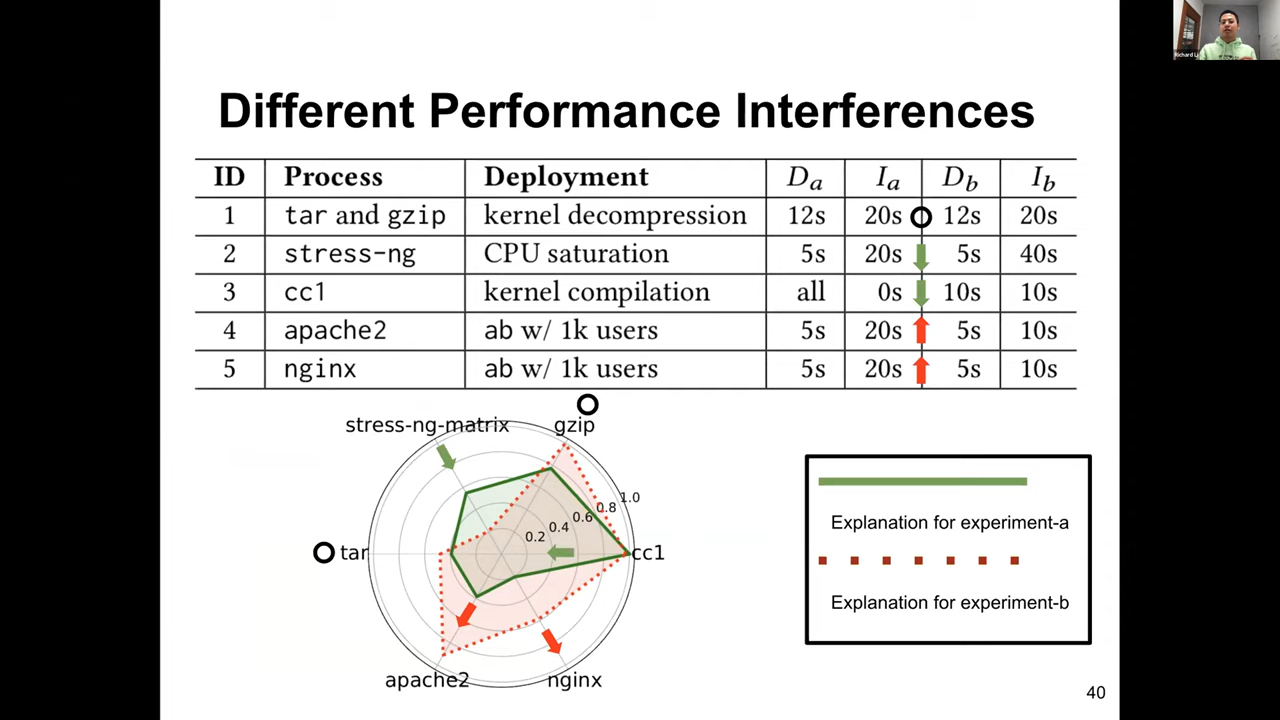 Richard Li
Different Performance Interferences
ID Process Deployment Da Ia Db Ib
1 tar and gzip kernel decompression 12s 20s 12s 20s
2 stress-ng CPU saturation 5s 20s 5s 40s
3 cc1 kernel compilation all 0s 10s 10s
4 apache2 ab w/ 1k users 5s 20s 5s 10s
5 nginx ab w/ 1k users 5s 20s 5s 10s
stress-ng-matrix
gzip
1.0
0.8
0.6
0.4
0.2
tar
cc1
apache2
nginx
Explanation for experiment-a
Explanation for experiment-b
40